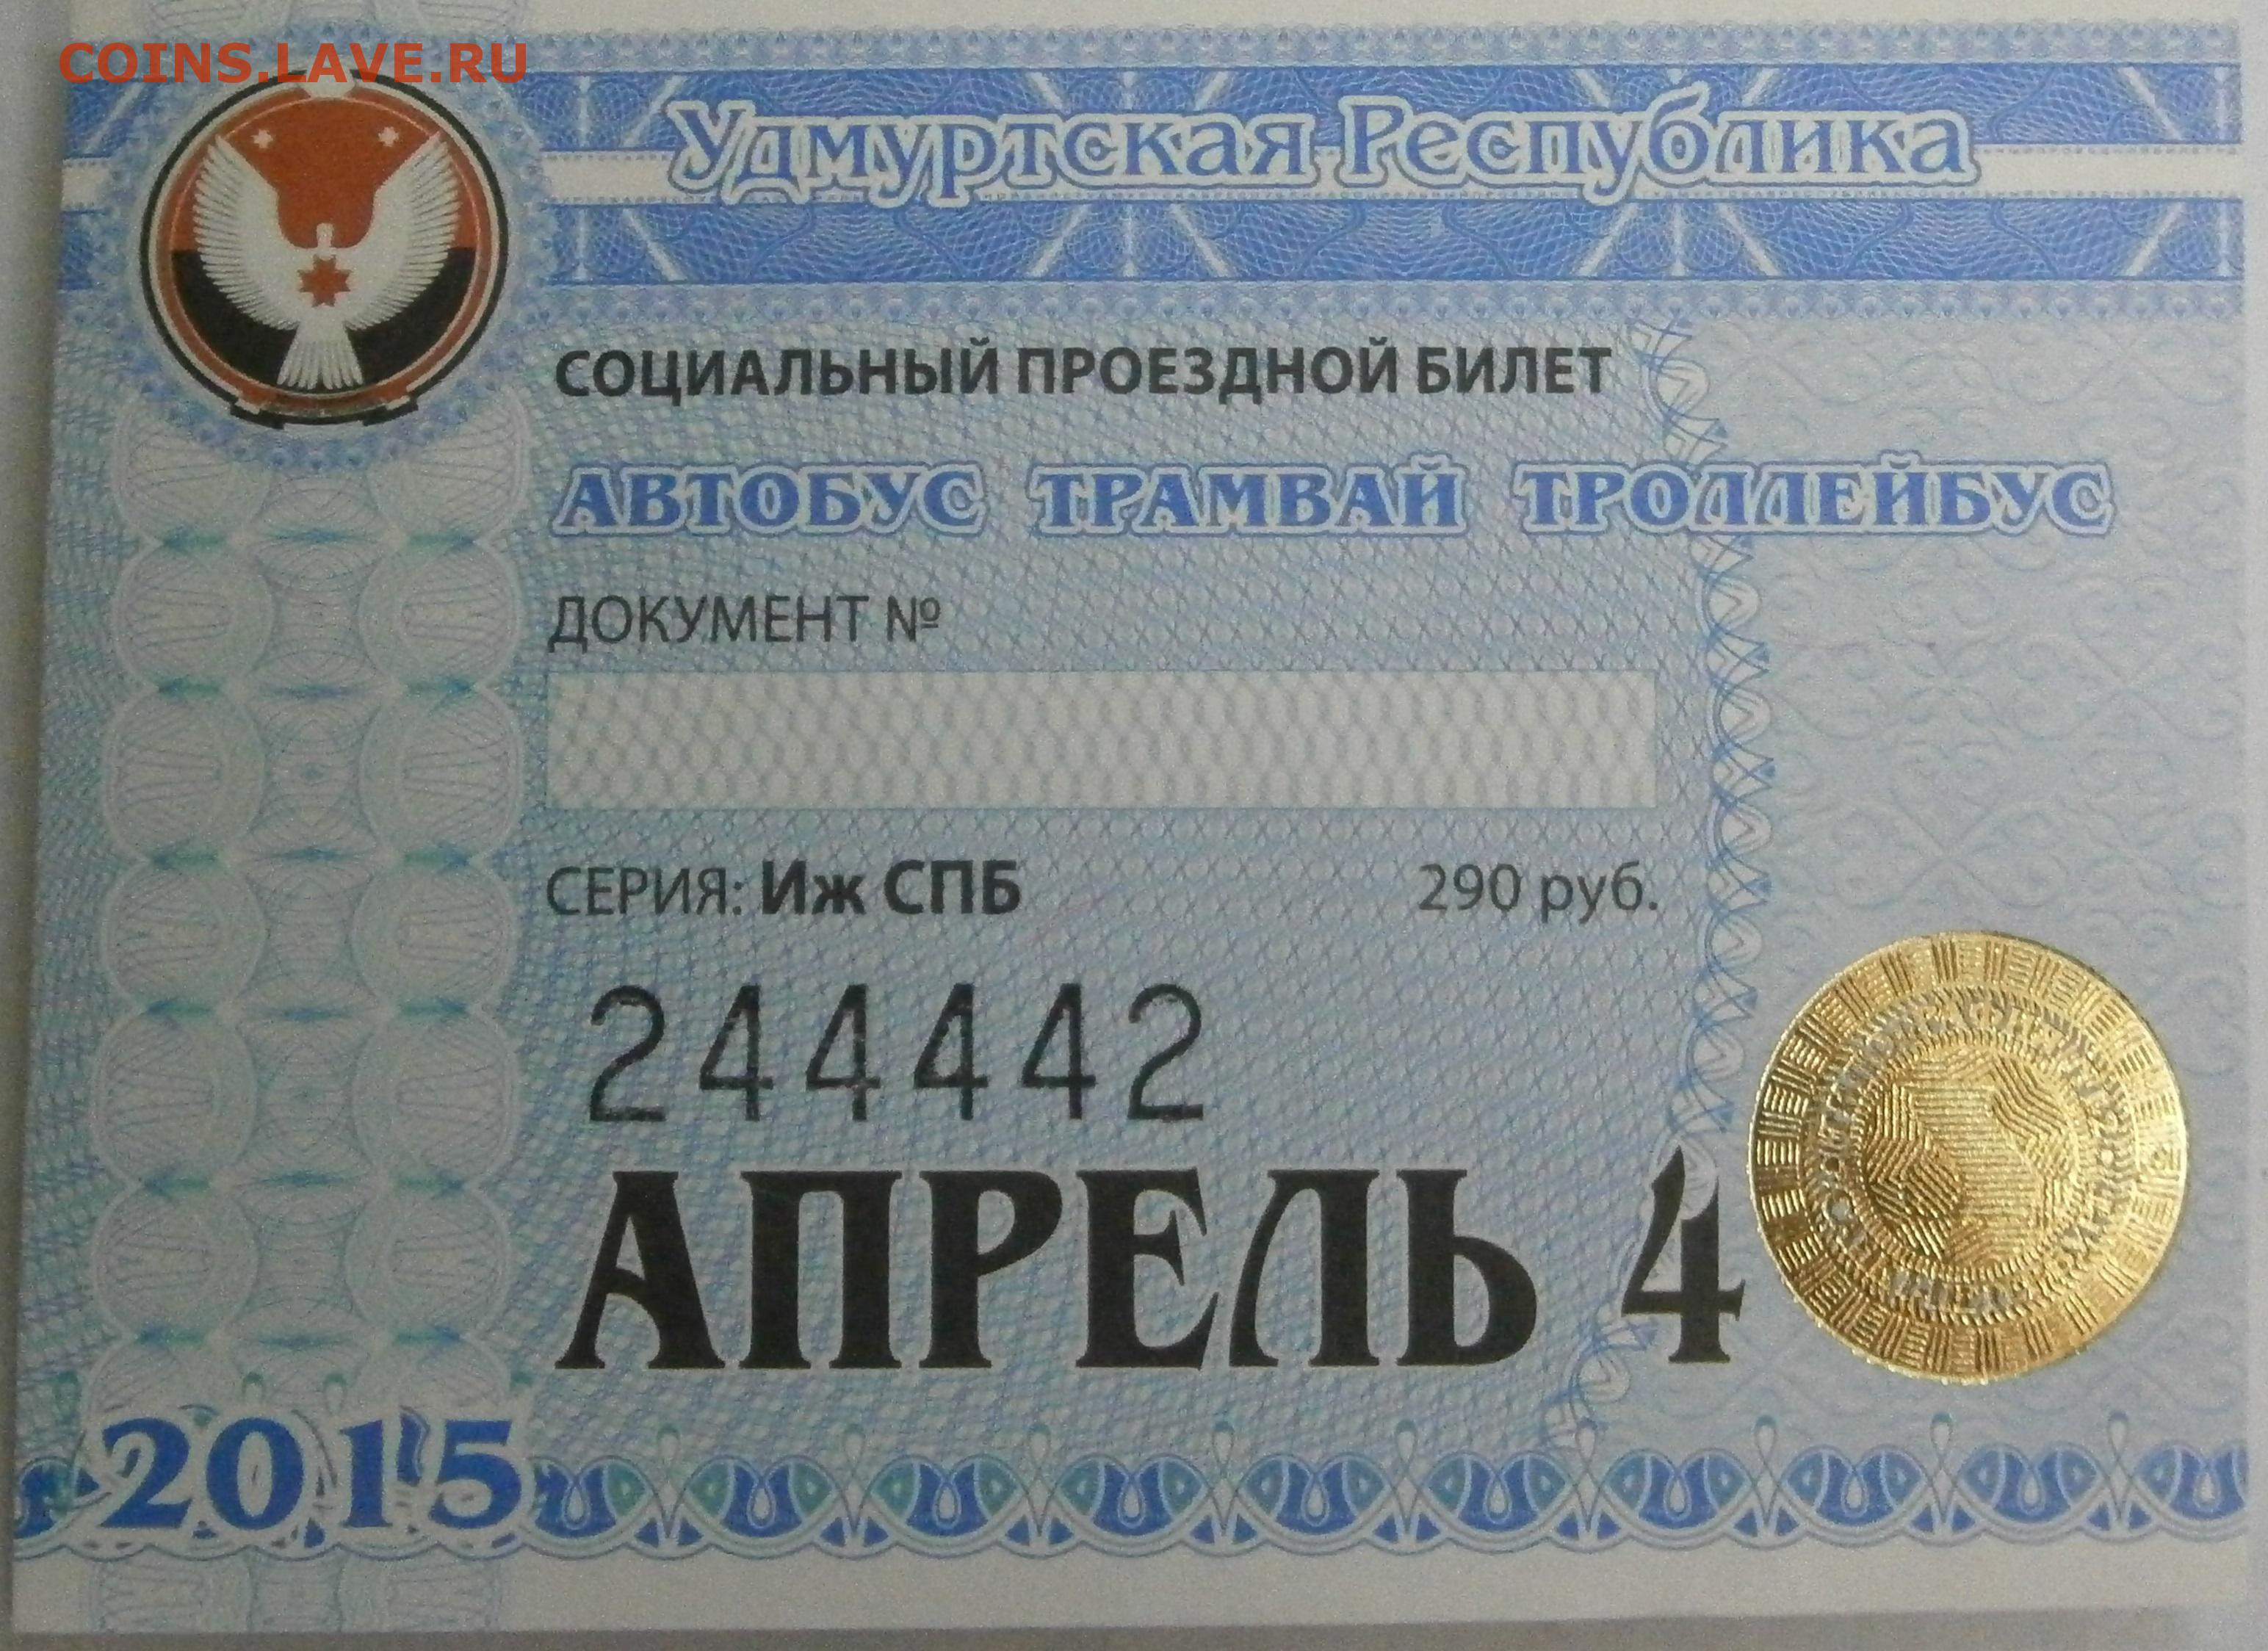 COINS.LAVE.RU
Удмуртская Республика
СОЦИАЛЬНЫЙ ПРОЕЗДНОЙ БИЛЕТ
АВТОБУС ТРАМВАЙ ТРОЛЛЕЙБУС
ДОКУМЕНТ №
СЕРИЯ: Иж СПБ 290 руб.
244442
АПРЕЛЬ 4
2015